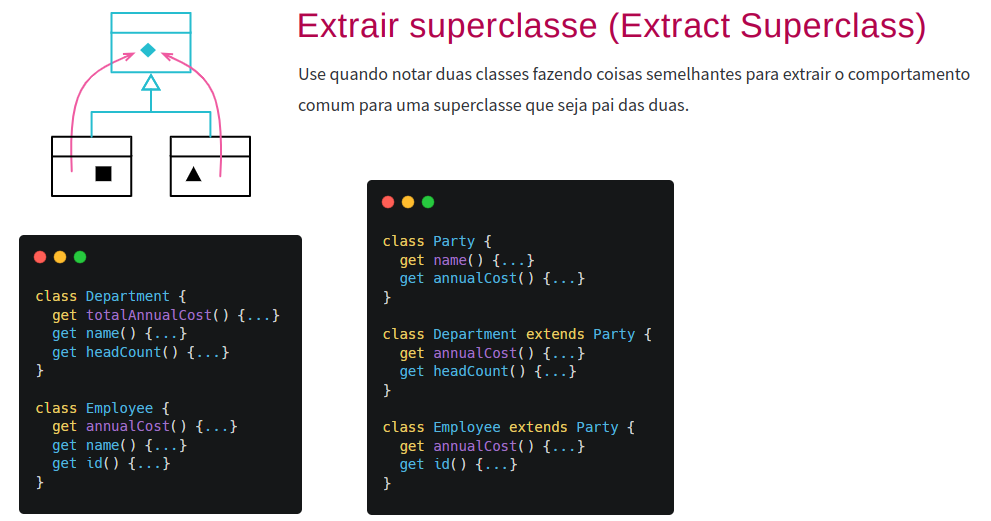 Extrair superclasse (Extract Superclass)
Use quando notar duas classes fazendo coisas semelhantes para extrair o comportamento
comum para uma superclasse que seja pai das duas.
class Department {
  get totalAnnualCost() {...}
  get name() {...}
  get headCount() {...}
}
class Employee {
  get annualCost() {...}
  get name() {...}
  get id() {...}
}
class Party {
  get name() {...}
  get annualCost() {...}
}
class Department extends Party {
  get annualCost() {...}
  get headCount() {...}
}
class Employee extends Party {
  get annualCost() {...}
  get id() {...}
}